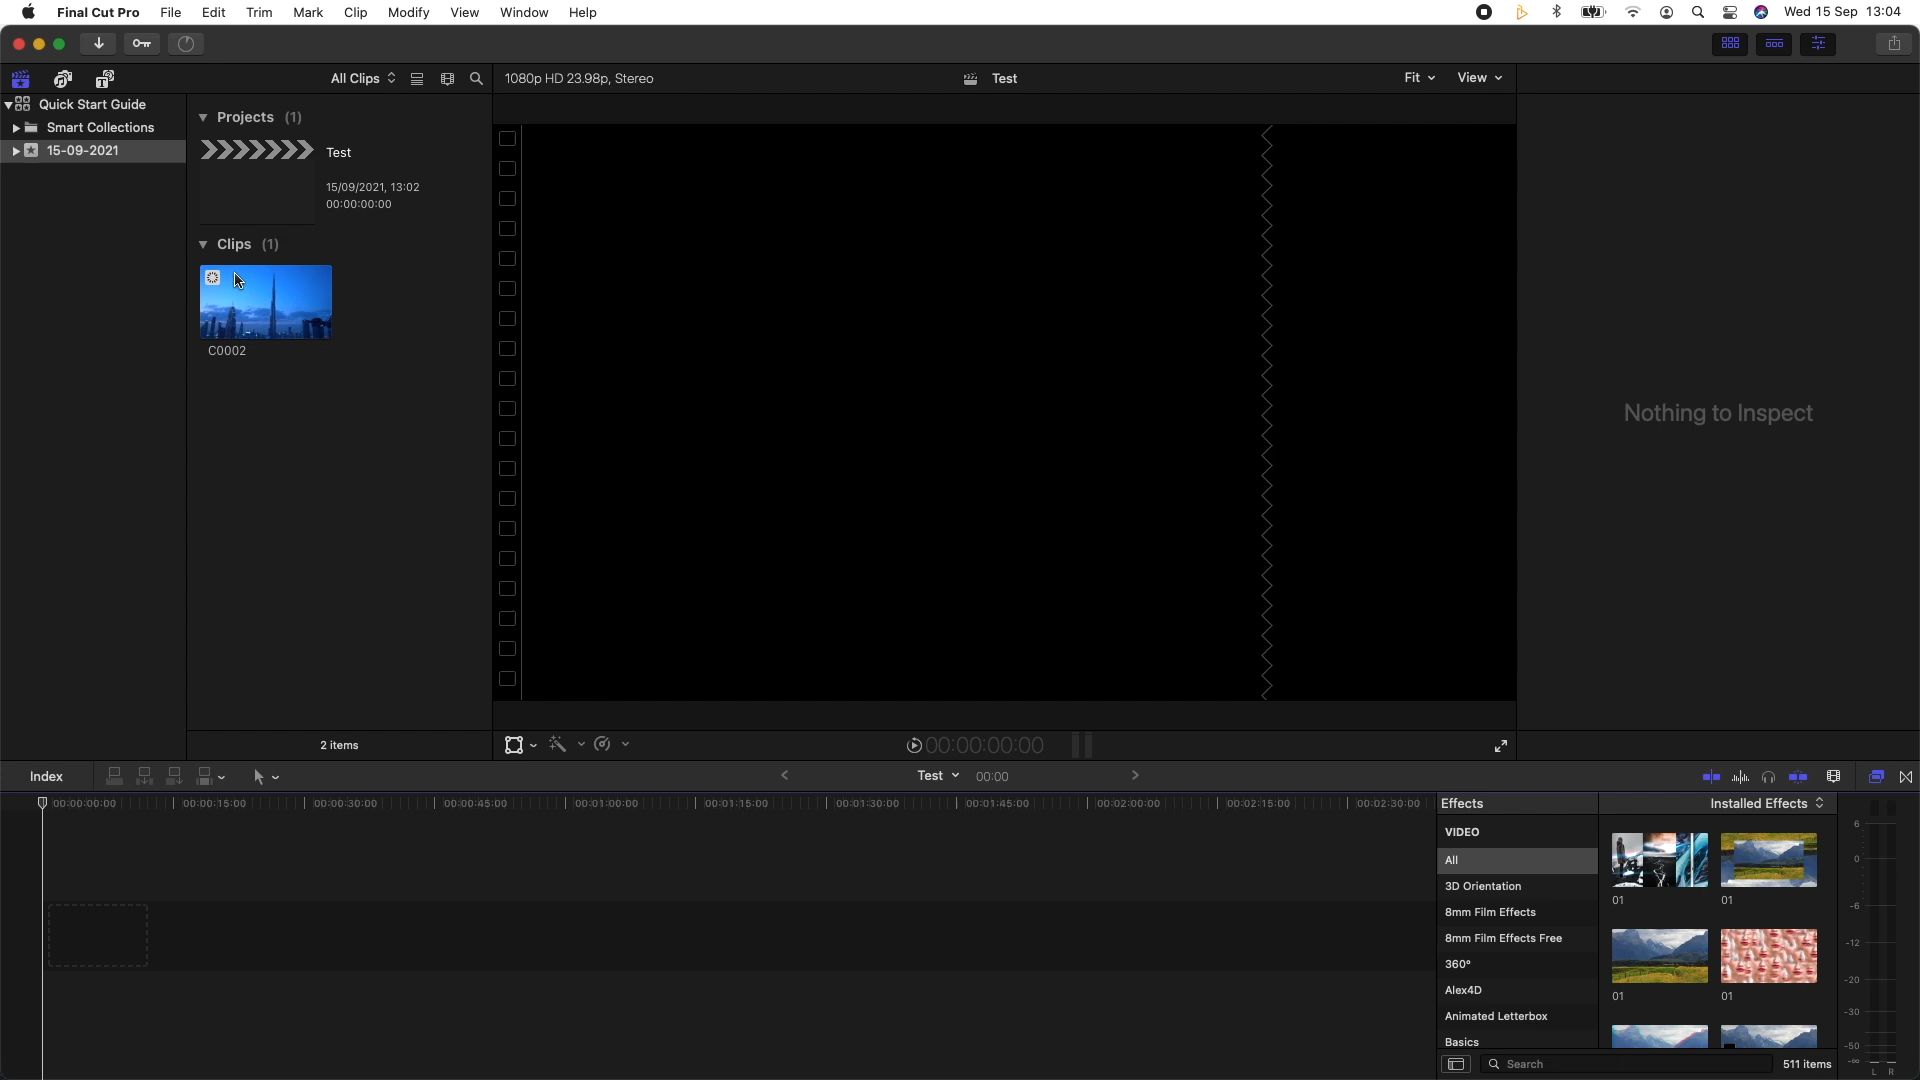 Final Cut Pro File Edit Trim Mark Clip Modify View Window Help Wed 15 Sep 13:04
All Clips 1080p HD 23.98p, Stereo Test Fit View
Quick Start Guide
Smart Collections
15-09-2021
Projects (1)
Test
15/09/2021, 13:02
00:00:00:00
Clips (1)
C0002
Nothing to Inspect
2 items
00:00:00:00
Index Test 00:00
00:00:00:00 00:00:15:00 00:00:30:00 00:00:45:00 00:01:00:00 00:01:15:00 00:01:30:00 00:01:45:00 00:02:00:00 00:02:15:00 00:02:30:00
Effects Installed Effects
VIDEO
All
3D Orientation
8mm Film Effects
8mm Film Effects Free
360°
Alex4D
Animated Letterbox
Basics
01 01
01 01
Search 511 items
6
0
-6
-12
-20
-30
-50
-∞
L R